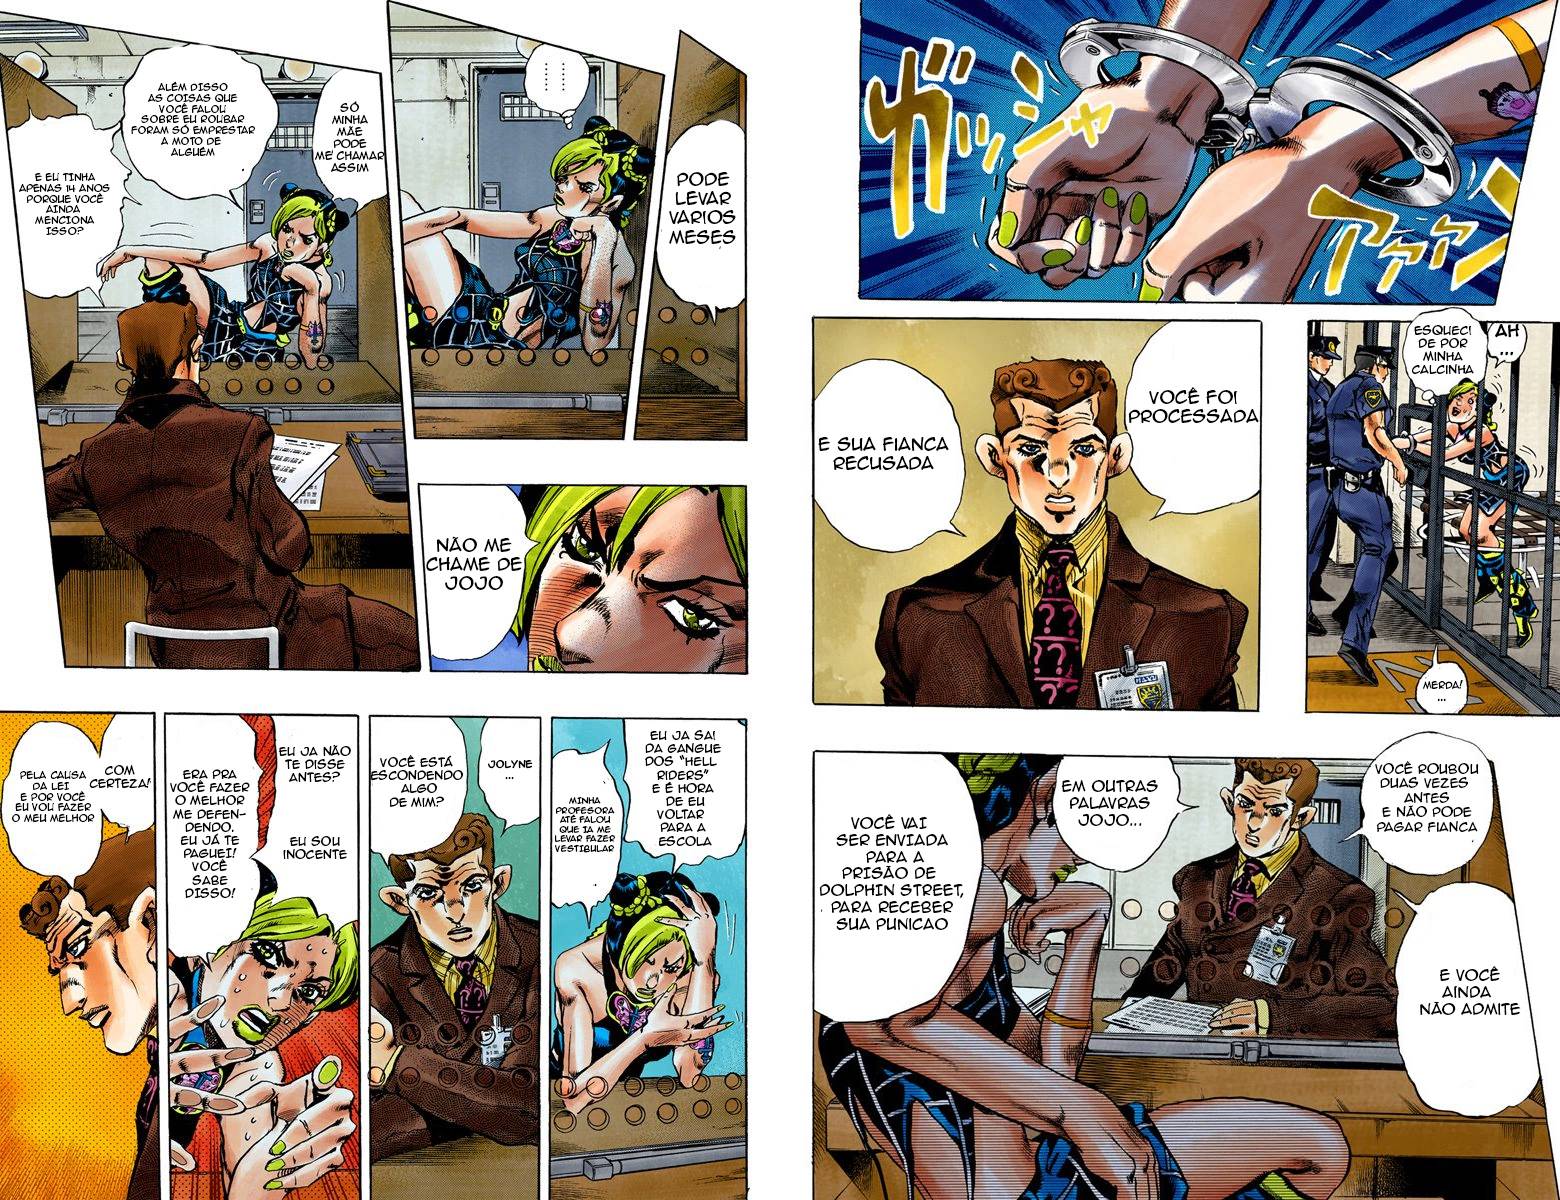 ガッシャアァァン
AH
...
ESQUECI
DE POR
MINHA
CALCINHA
MERDA!
...
VOCÊ FOI
PROCESSADA
E SUA FIANCA
RECUSADA
VOCÊ ROUBOU
DUAS VEZES
ANTES
E NÃO PODE
PAGAR FIANCA
E VOCÊ
AINDA
NÃO ADMITE
EM OUTRAS
PALAVRAS
JOJO...
VOCÊ VAI
SER ENVIADA
PARA A
PRISÃO DE
DOLPHIN STREET,
PARA RECEBER
SUA PUNICAO
PODE
LEVAR
VARIOS
MESES
......
SÓ
MINHA
MÃE
PODE
ME CHAMAR
ASSIM
ALÉM DISSO
AS COISAS QUE
VOCÊ FALOU
SOBRE EU ROUBAR
FORAM SÓ EMPRESTAR
A MOTO DE
ALGUÉM
E EU TINHA
APENAS 14 ANOS
PORQUE VOCÊ
AINDA
MENCIONA
ISSO?
NÃO ME
CHAME DE
JOJO
EU JA SAI
DA GANGUE
DOS "HELL
RIDERS"
E É HORA
DE EU
VOLTAR
PARA A
ESCOLA
MINHA
PROFESORA
ATÉ FALOU
QUE IA ME
LEVAR FAZER
VESTIBULAR
JOLYNE
...
VOCÊ ESTÁ
ESCONDENDO
ALGO
DE MIM?
EU JA NÃO
TE DISSE
ANTES?
EU SOU
INOCENTE
ERA PRA
VOCÊ FAZER
O MELHOR
ME DEFEN-
DENDO.
EU JÁ TE
PAGUEI!
VOCÊ
SABE
DISSO!
COM
CERTEZA!
PELA CAUSA
DA LEI
E POR VOCÊ
EU VOU FAZER
O MEU MELHOR